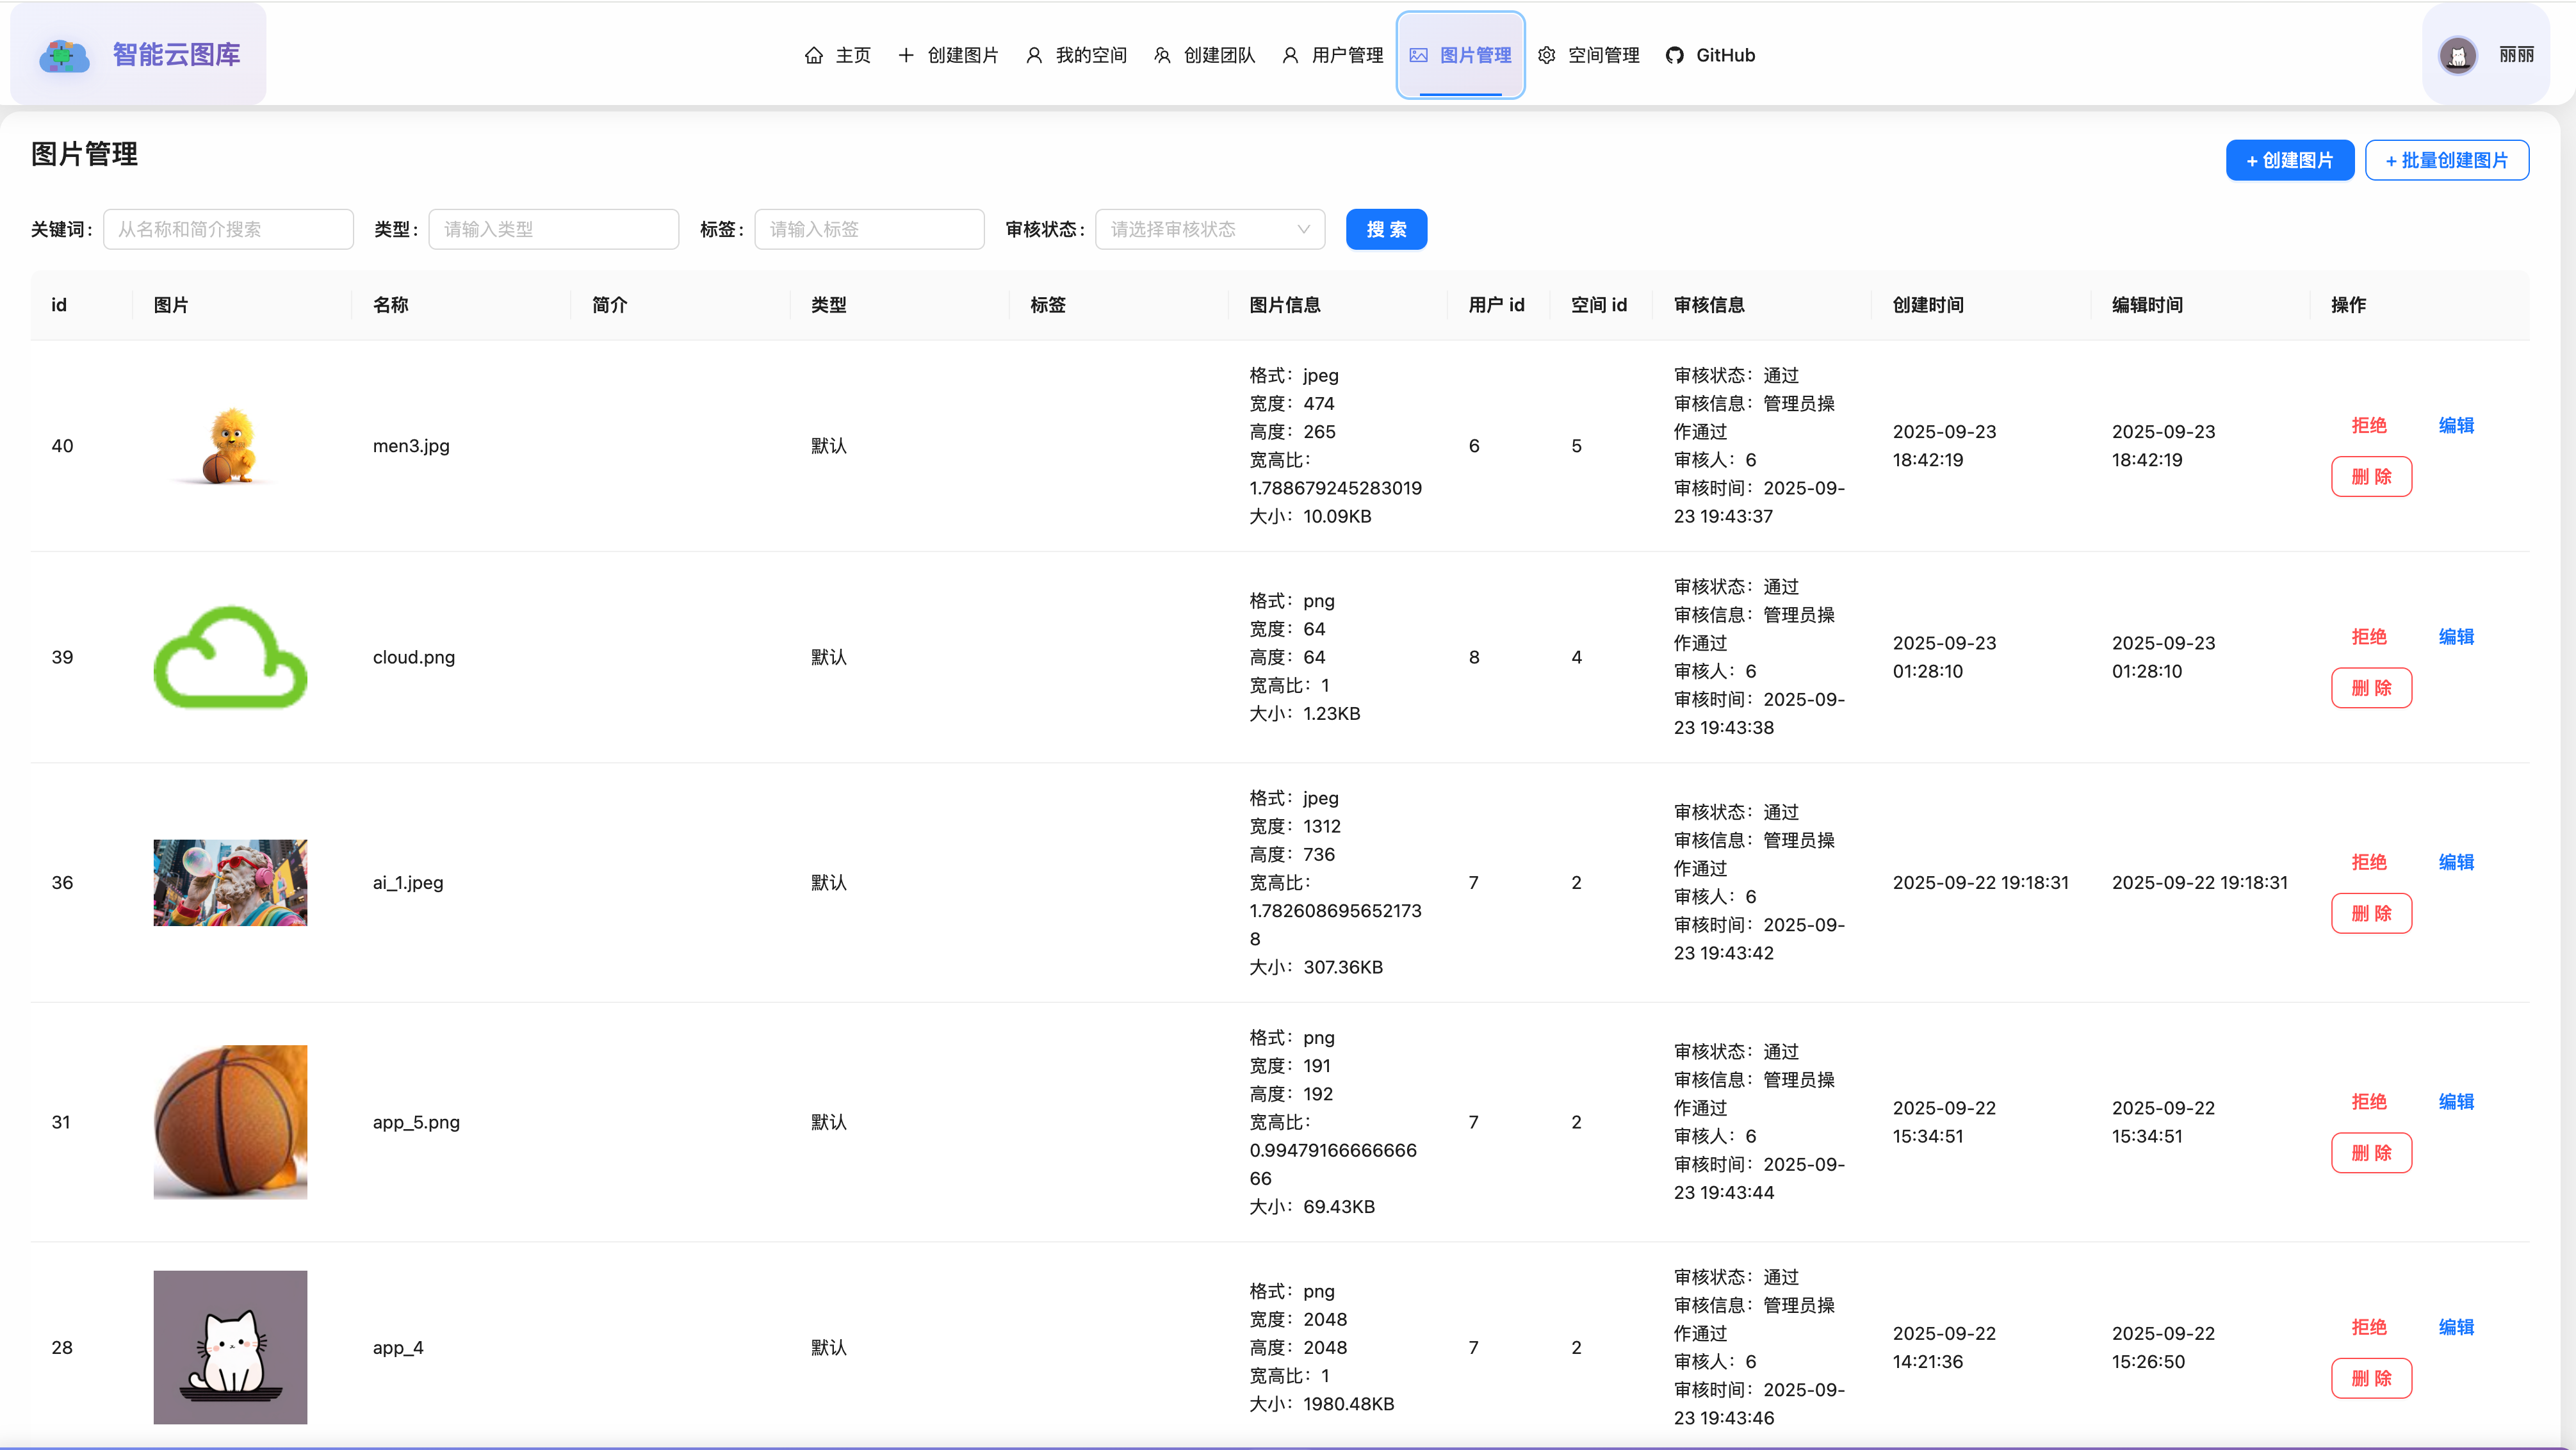 智能云图库
主页 创建图片 我的空间 创建团队 用户管理 图片管理 空间管理 GitHub
丽丽
图片管理
+ 创建图片 + 批量创建图片
关键词: 从名称和简介搜索 类型: 请输入类型 标签: 请输入标签 审核状态: 请选择审核状态 搜 索
id 图片 名称 简介 类型 标签 图片信息 用户 id 空间 id 审核信息 创建时间 编辑时间 操作
40
men3.jpg
默认
格式：jpeg
宽度：474
高度：265
宽高比：
1.788679245283019
大小：10.09KB
6
5
审核状态：通过
审核信息：管理员操
作通过
审核人：6
审核时间：2025-09-
23 19:43:37
2025-09-23
18:42:19
2025-09-23
18:42:19
拒绝 编辑
删 除
39
cloud.png
默认
格式：png
宽度：64
高度：64
宽高比：1
大小：1.23KB
8
4
审核状态：通过
审核信息：管理员操
作通过
审核人：6
审核时间：2025-09-
23 19:43:38
2025-09-23
01:28:10
2025-09-23
01:28:10
拒绝 编辑
删 除
36
ai_1.jpeg
默认
格式：jpeg
宽度：1312
高度：736
宽高比：
1.782608695652173
8
大小：307.36KB
7
2
审核状态：通过
审核信息：管理员操
作通过
审核人：6
审核时间：2025-09-
23 19:43:42
2025-09-22 19:18:31
2025-09-22 19:18:31
拒绝 编辑
删 除
31
app_5.png
默认
格式：png
宽度：191
高度：192
宽高比：
0.99479166666666
66
大小：69.43KB
7
2
审核状态：通过
审核信息：管理员操
作通过
审核人：6
审核时间：2025-09-
23 19:43:44
2025-09-22
15:34:51
2025-09-22
15:34:51
拒绝 编辑
删 除
28
app_4
默认
格式：png
宽度：2048
高度：2048
宽高比：1
大小：1980.48KB
7
2
审核状态：通过
审核信息：管理员操
作通过
审核人：6
审核时间：2025-09-
23 19:43:46
2025-09-22
14:21:36
2025-09-22
15:26:50
拒绝 编辑
删 除